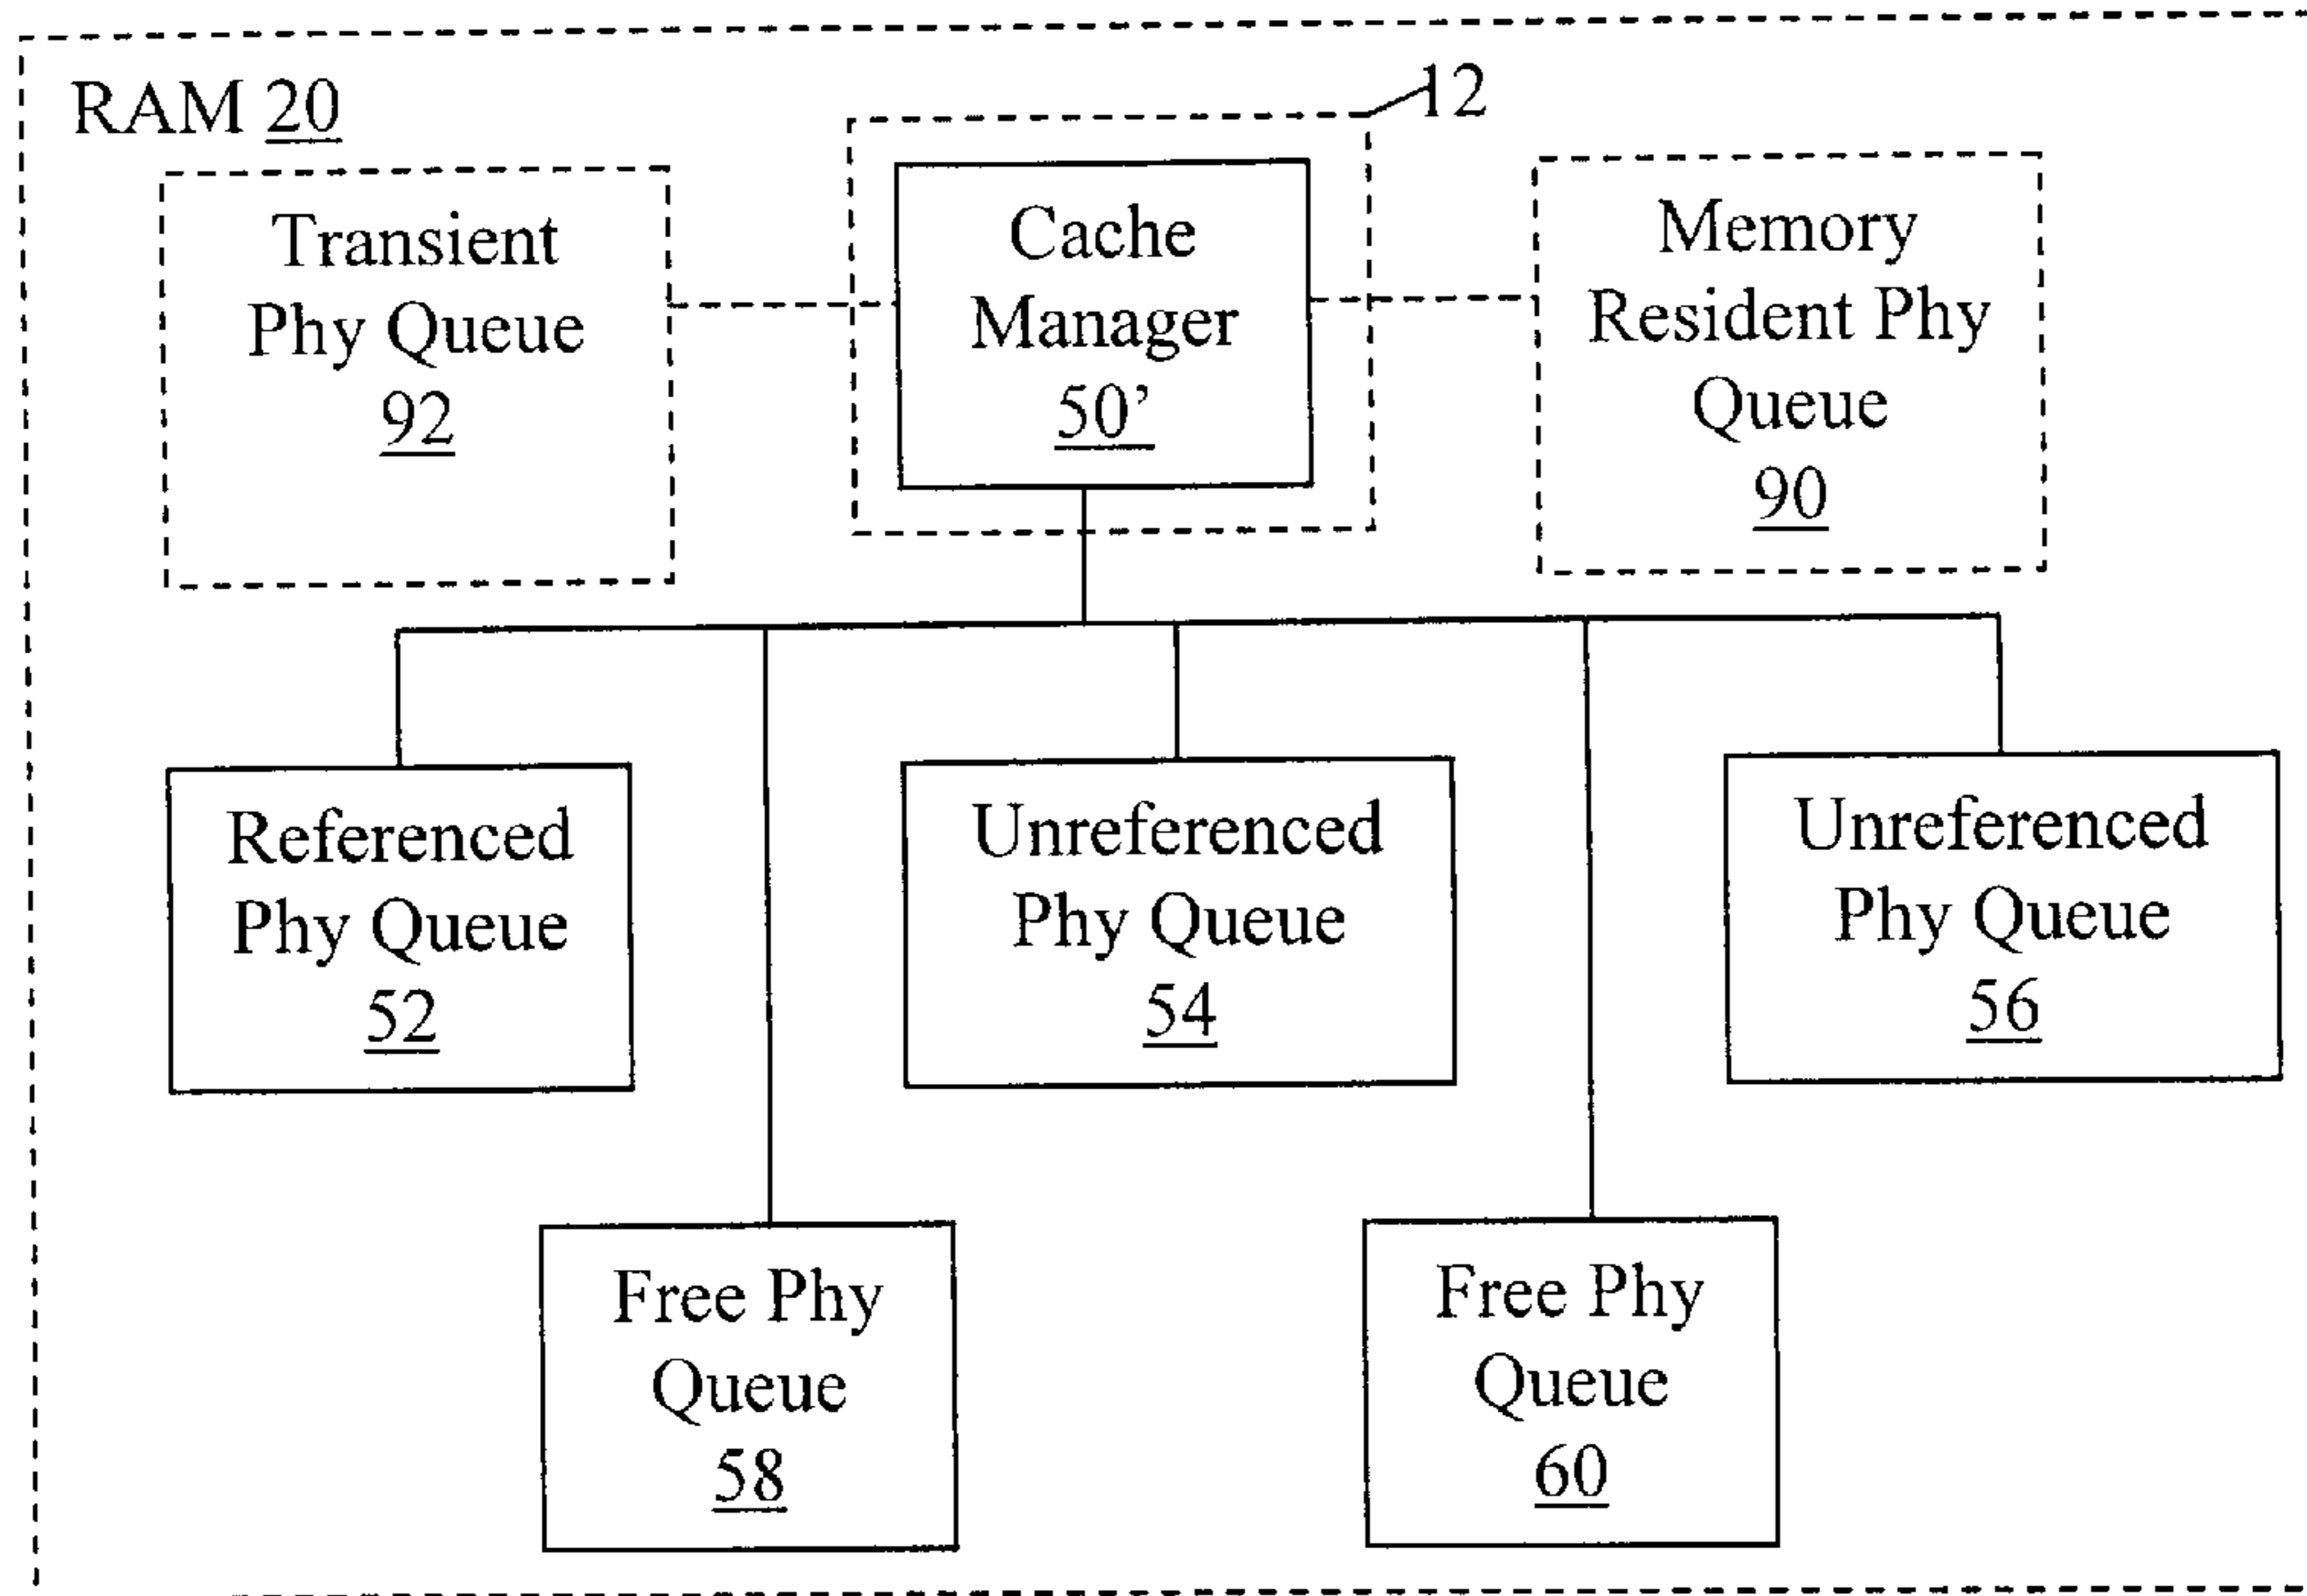 RAM 20
12
Transient
Phy Queue
92
Cache
Manager
50’
Memory
Resident Phy
Queue
90
Referenced
Phy Queue
52
Unreferenced
Phy Queue
54
Unreferenced
Phy Queue
56
Free Phy
Queue
58
Free Phy
Queue
60